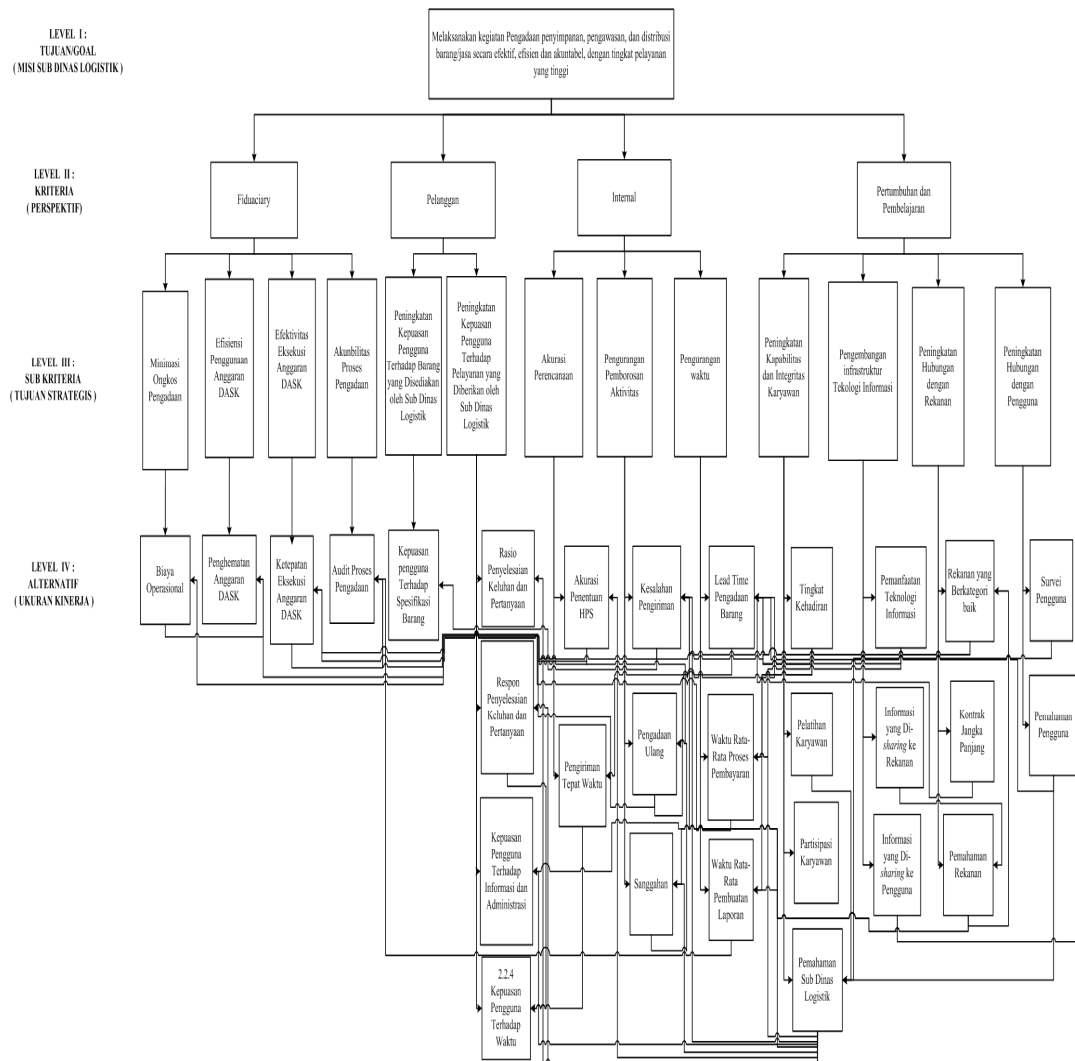 LEVEL I :
TUJUAN/GOAL
( MISI SUB DINAS LOGISTIK )
Melaksanakan kegiatan Pengadaan penyimpanan, pengawasan, dan distribusi
barang/jasa secara efektif, efisien dan akuntabel, dengan tingkat pelayanan
yang tinggi
LEVEL II :
KRITERIA
( PERSPEKTIF)
Fiduaciary
Pelanggan
Internal
Pertumbuhan dan
Pembelajaran
LEVEL III :
SUB KRITERIA
( TUJUAN STRATEGIS )
Minimasi
Ongkos
Pengadaan
Efisiensi
Penggunaan
Anggaran
DASK
Efektivitas
Eksekusi
Anggaran
DASK
Akunbilitas
Proses
Pengadaan
Peningkatan
Kepuasan
Pengguna
Terhadap Barang
yang Disediakan
oleh Sub Dinas
Logistik
Peningkatan
Kepuasan
Pengguna
Terhadap
Pelayanan yang
Diberikan oleh
Sub Dinas
Logistik
Akurasi
Perencanaan
Pengurangan
Pemborosan
Aktivitas
Pengurangan
waktu
Peningkatan
Kapabilitas
dan Integritas
Karyawan
Pengembangan
infrastruktur
Tekologi Informasi
Peningkatan
Hubungan
dengan
Rekanan
Peningkatan
Hubungan
dengan
Pengguna
LEVEL IV :
ALTERNATIF
( UKURAN KINERJA )
Biaya
Operasional
Penghematan
Anggaran
DASK
Ketepatan
Eksekusi
Anggaran
DASK
Audit Proses
Pengadaan
Kepuasan
pengguna
Terhadap
Spesifikasi
Barang
Rasio
Penyelesaian
Keluhan dan
Pertanyaan
Akurasi
Penentuan
HPS
Kesalahan
Pengiriman
Lead Time
Pengadaan
Barang
Tingkat
Kehadiran
Pemanfaatan
Teknologi
Informasi
Rekanan yang
Berkategori
baik
Survei
Pengguna
Respon
Penyelesaian
Keluhan dan
Pertanyaan
Pengiriman
Tepat Waktu
Pengadaan
Ulang
Waktu Rata-
Rata Proses
Pembayaran
Pelatihan
Karyawan
Informasi
yang Di-
sharing ke
Rekanan
Kontrak
Jangka
Panjang
Pemahaman
Pengguna
Kepuasan
Pengguna
Terhadap
Informasi dan
Administrasi
Sanggahan
Waktu Rata-
Rata
Pembuatan
Laporan
Partisipasi
Karyawan
Informasi
yang Di-
sharing ke
Pengguna
Pemahaman
Rekanan
2.2.4
Kepuasan
Pengguna
Terhadap
Waktu
Pemahaman
Sub Dinas
Logistik